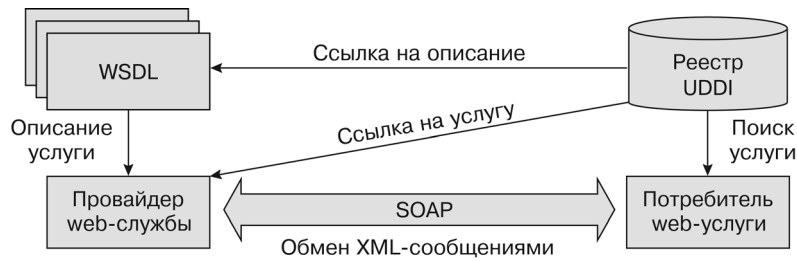 WSDL
Ссылка на описание
Реестр
UDDI
Описание
услуги
Ссылка на услугу
Поиск
услуги
Провайдер
web-службы
SOAP
Потребитель
web-услуги
Обмен XML-сообщениями